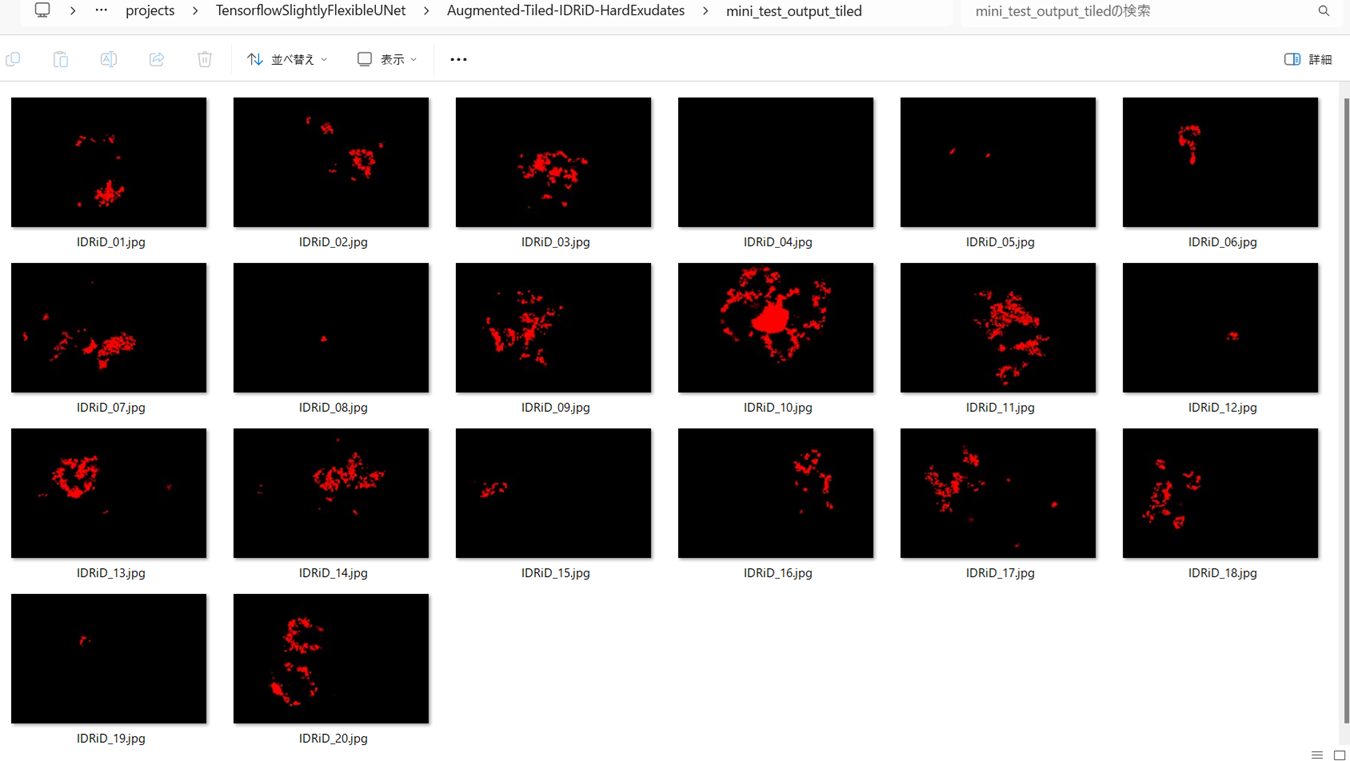 projects > TensorflowSlightlyFlexibleUNet > Augmented-Tiled-IDRiD-HardExudates > mini_test_output_tiled
mini_test_output_tiledの検索
並べ替え
表示
詳細
IDRiD_01.jpg
IDRiD_02.jpg
IDRiD_03.jpg
IDRiD_04.jpg
IDRiD_05.jpg
IDRiD_06.jpg
IDRiD_07.jpg
IDRiD_08.jpg
IDRiD_09.jpg
IDRiD_10.jpg
IDRiD_11.jpg
IDRiD_12.jpg
IDRiD_13.jpg
IDRiD_14.jpg
IDRiD_15.jpg
IDRiD_16.jpg
IDRiD_17.jpg
IDRiD_18.jpg
IDRiD_19.jpg
IDRiD_20.jpg